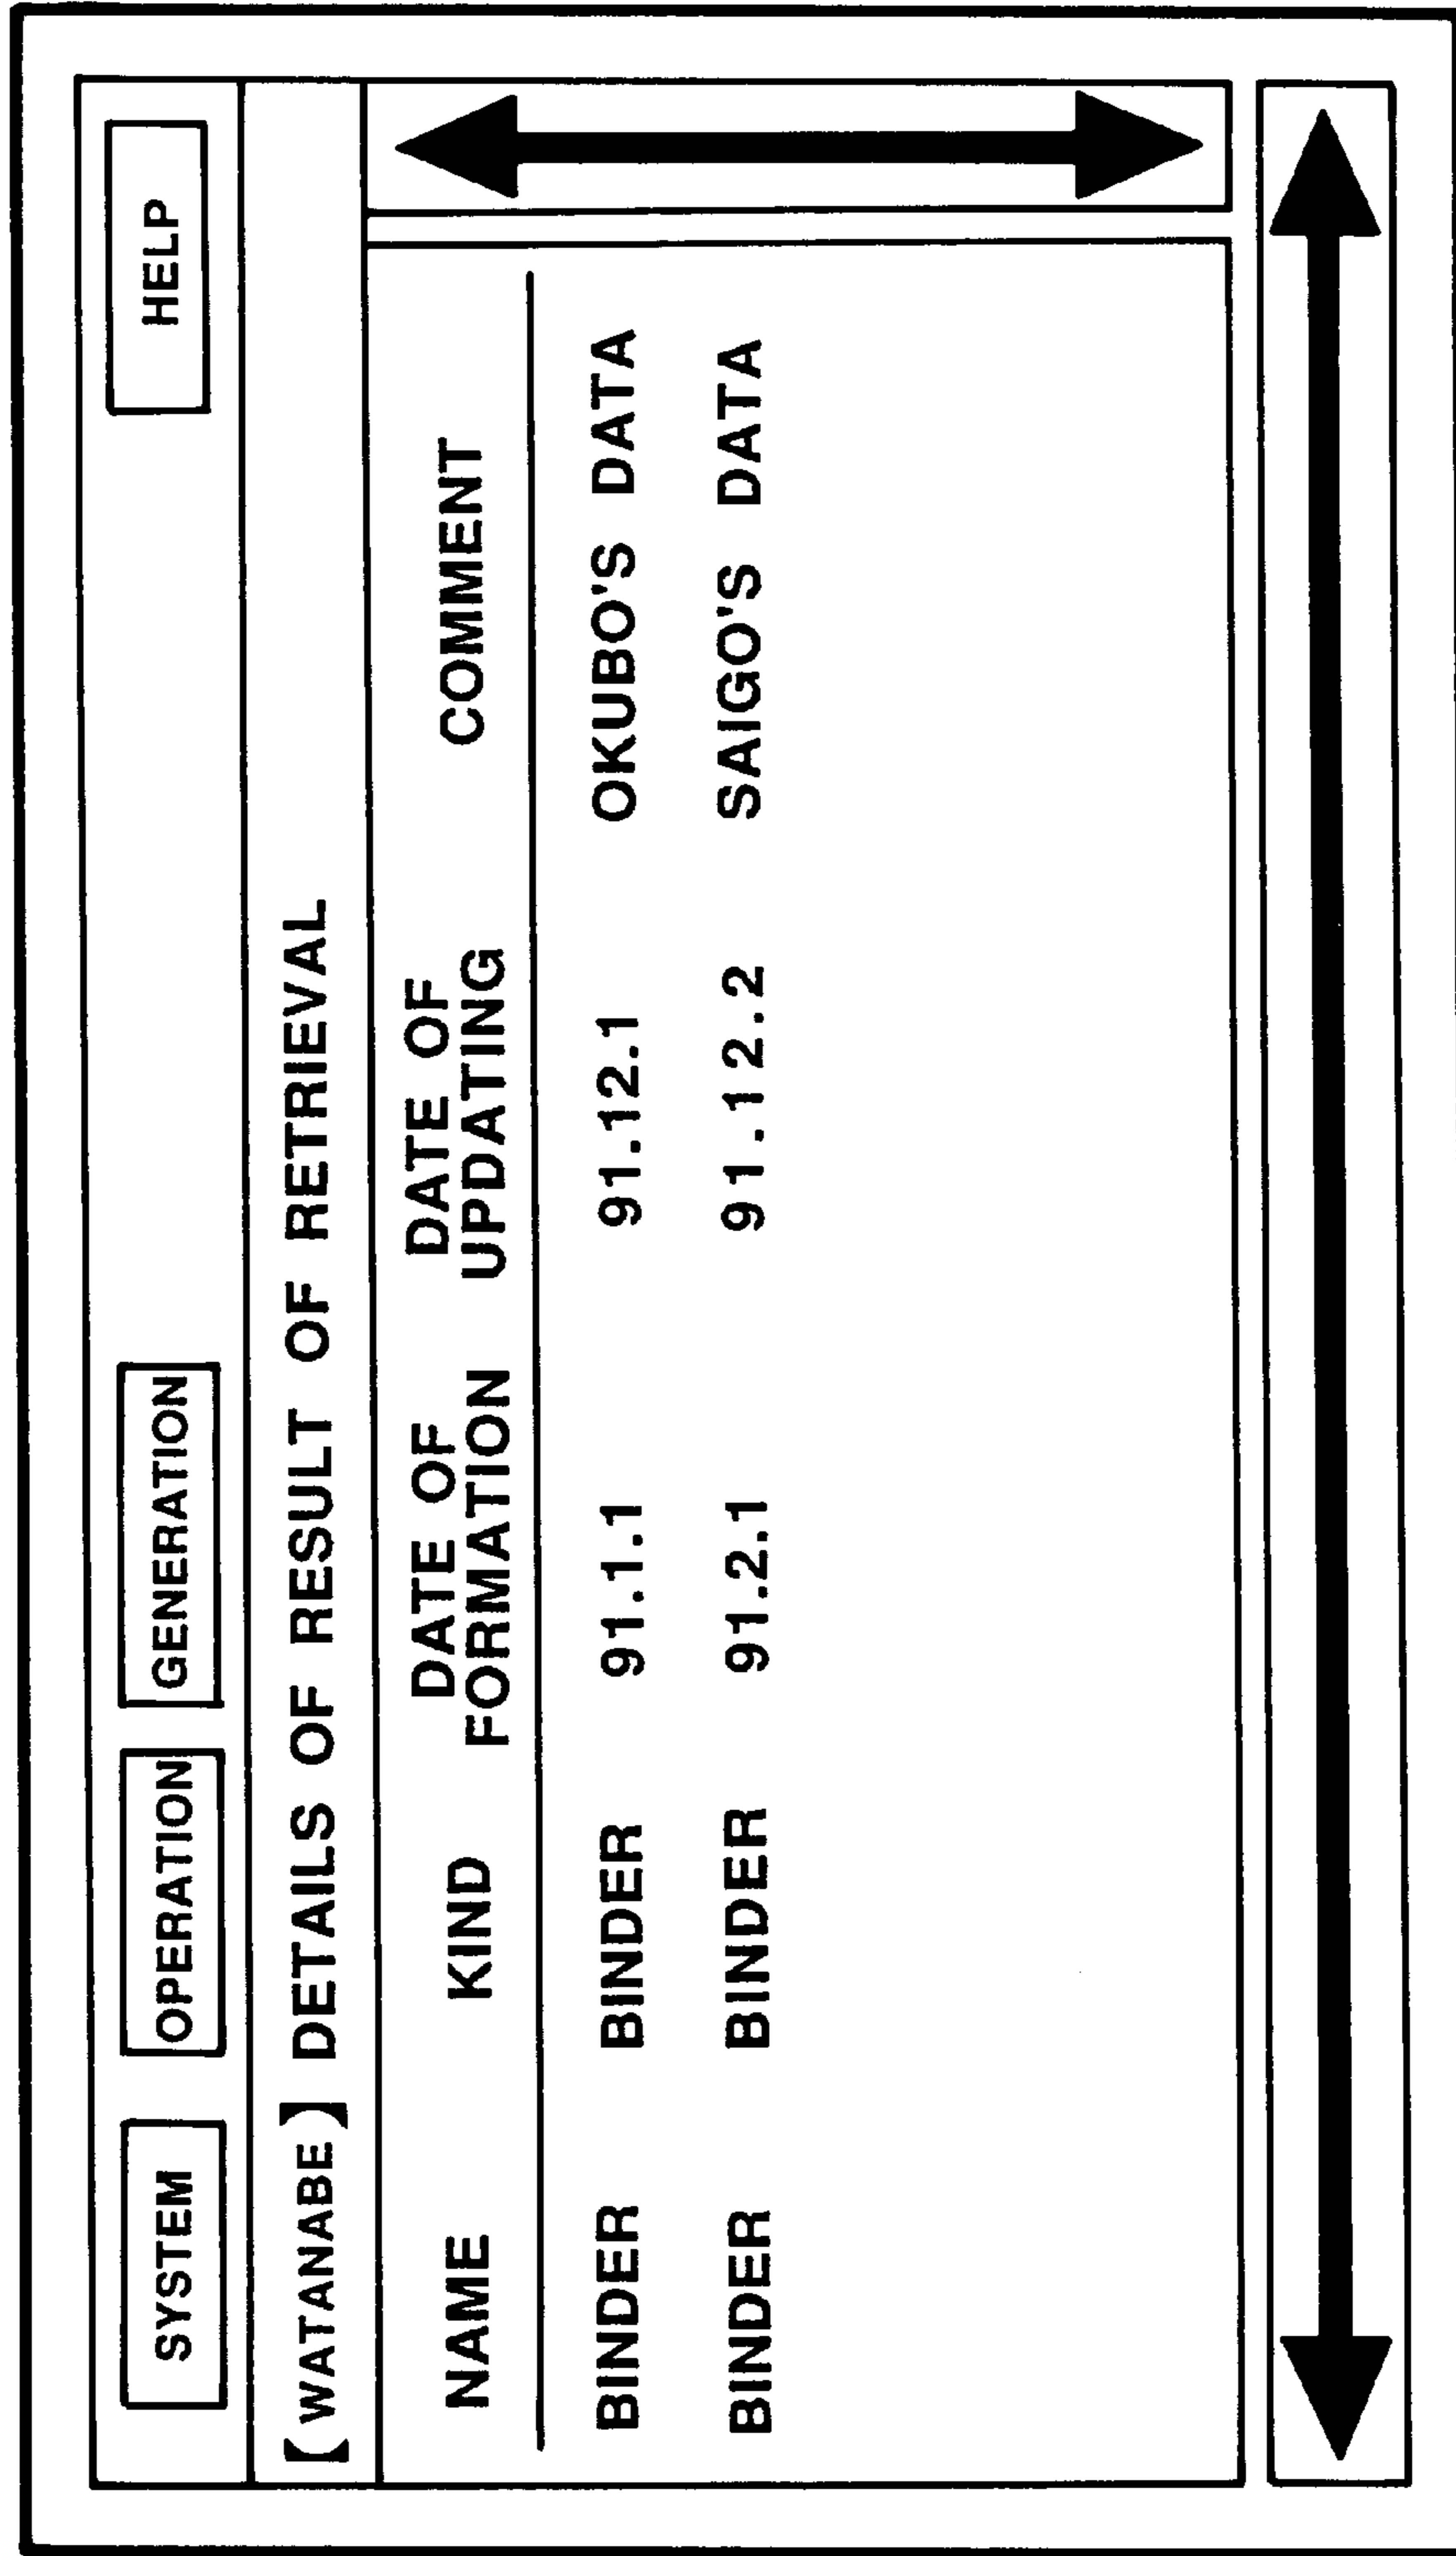 SYSTEM OPERATION GENERATION HELP
【WATANABE】 DETAILS OF RESULT OF RETRIEVAL
NAME KIND DATE OF FORMATION DATE OF UPDATING COMMENT
BINDER BINDER 91.1.1 91.12.1 OKUBO'S DATA
BINDER BINDER 91.2.1 91.12.2 SAIGO'S DATA